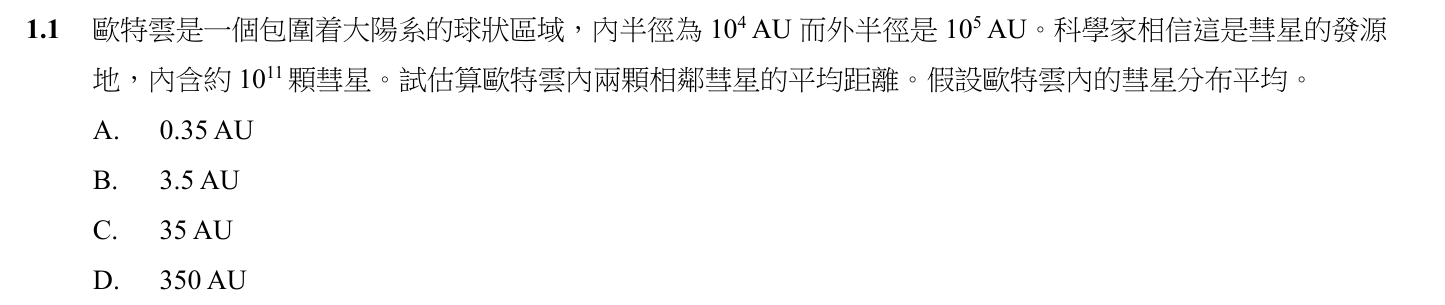 1.1 歐特雲是一個包圍着大陽系的球狀區域，內半徑為 10⁴ AU 而外半徑是 10⁵ AU。科學家相信這是彗星的發源
地，內含約 10¹¹ 顆彗星。試估算歐特雲內兩顆相鄰彗星的平均距離。假設歐特雲內的彗星分布平均。
A. 0.35 AU
B. 3.5 AU
C. 35 AU
D. 350 AU